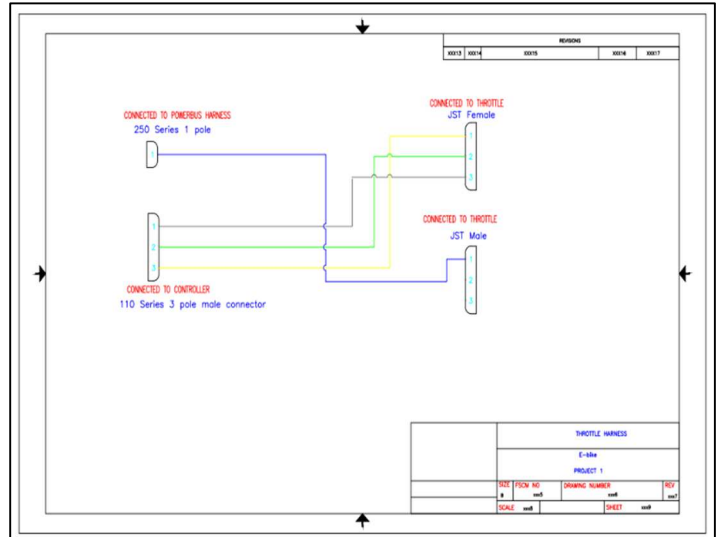 REVISIONS
XXX13 XXX14 XXX15 XXX16 XXX17
CONNECTED TO POWERBUS HARNESS
250 Series 1 pole
1
CONNECTED TO THROTTLE
JST Female
1
2
3
1
2
3
CONNECTED TO CONTROLLER
110 Series 3 pole male connector
CONNECTED TO THROTTLE
JST Male
1
2
3
THROTTLE HARNESS
E-bike
PROJECT 1
SIZE FSCM NO DRAWING NUMBER REV
B xxx5 xxx6 xxx7
SCALE xxx8 SHEET xxx9